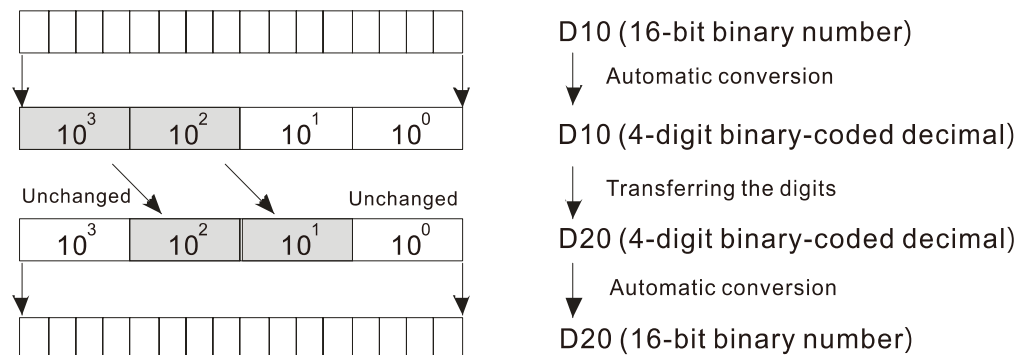 D10 (16-bit binary number)
Automatic conversion
10³ 10² 10¹ 10⁰
D10 (4-digit binary-coded decimal)
Unchanged
Unchanged
Transferring the digits
10³ 10² 10¹ 10⁰
D20 (4-digit binary-coded decimal)
Automatic conversion
D20 (16-bit binary number)